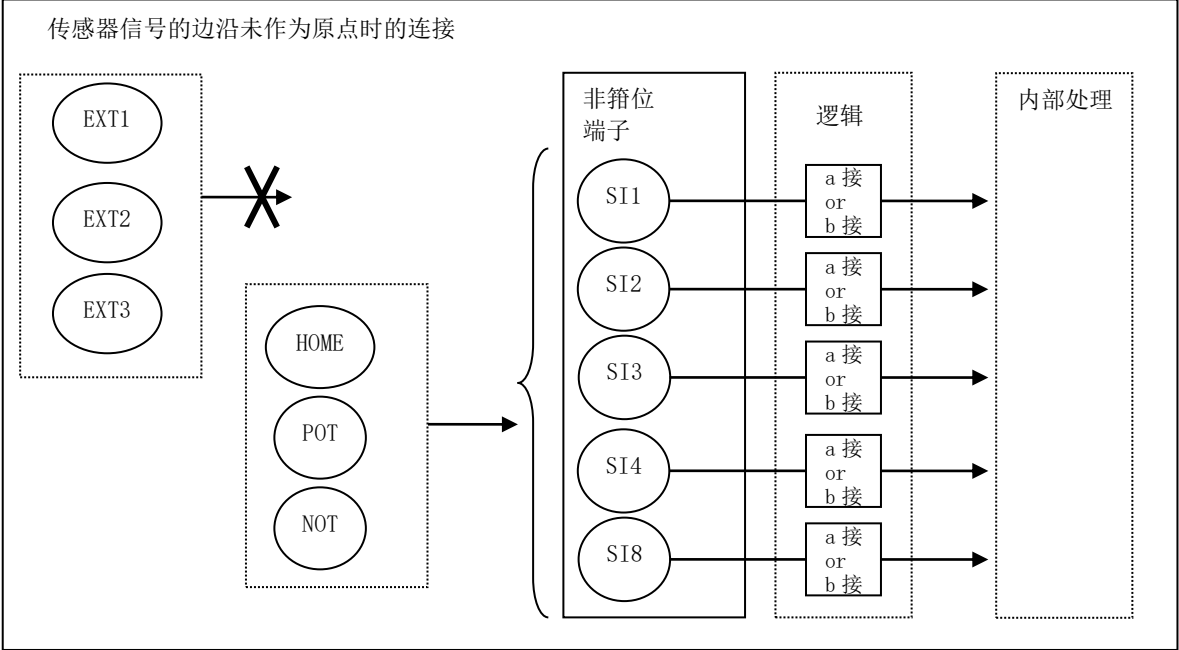 传感器信号的边沿未作为原点时的连接
EXT1
EXT2
EXT3
HOME
POT
NOT
非箝位
端子
SI1
SI2
SI3
SI4
SI8
逻辑
a 接
or
b 接
a 接
or
b 接
a 接
or
b 接
a 接
or
b 接
a 接
or
b 接
内部处理